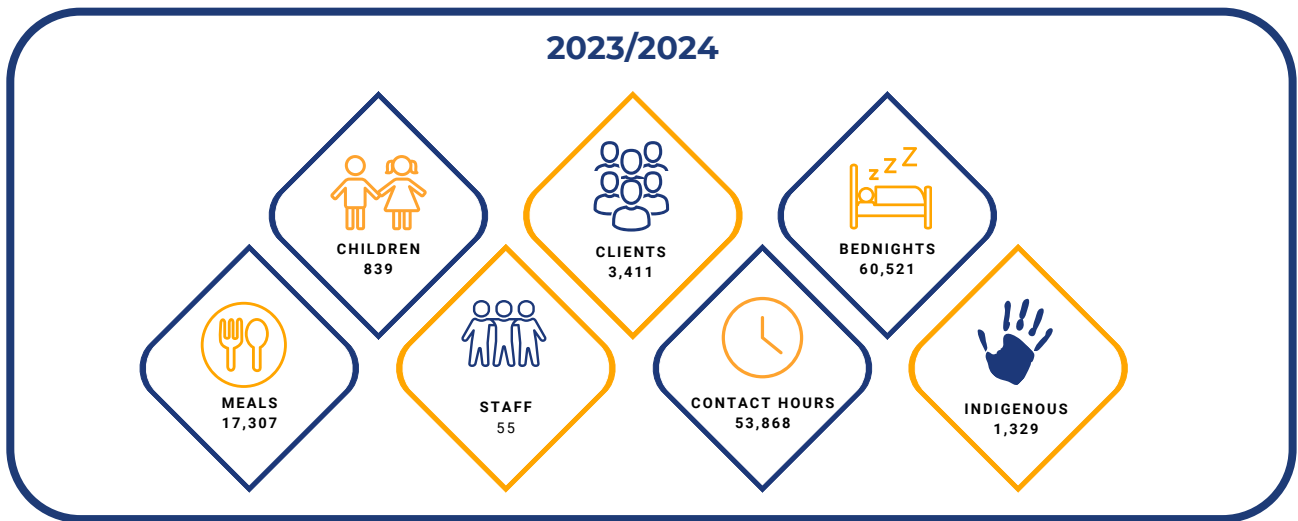 2023/2024
CHILDREN
839
CLIENTS
3,411
BEDNIGHTS
60,521
MEALS
17,307
STAFF
55
CONTACT HOURS
53,868
INDIGENOUS
1,329